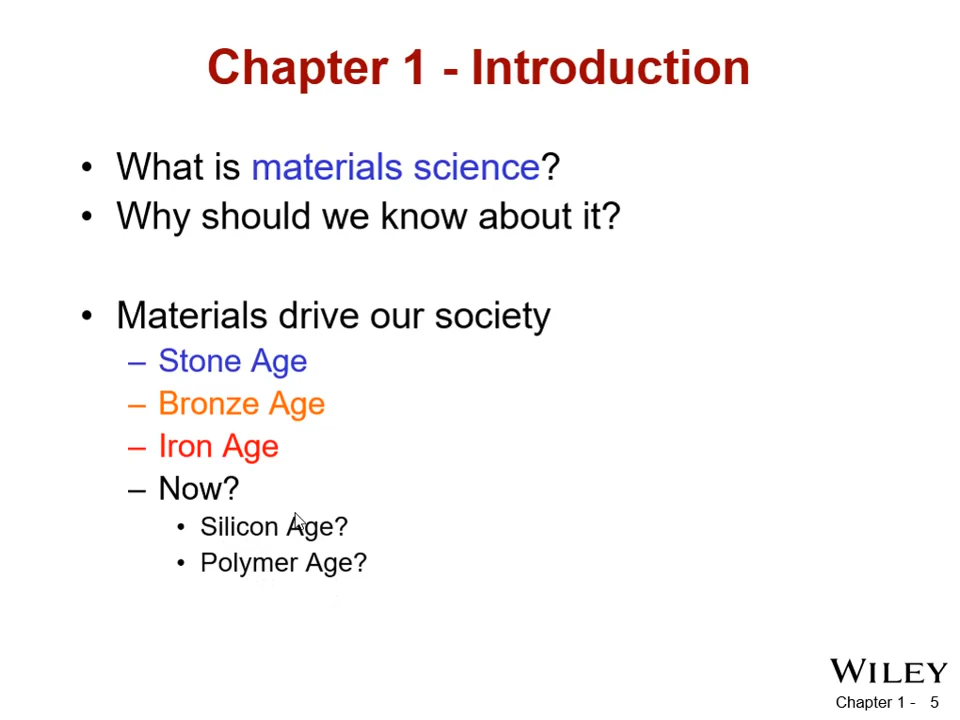 Chapter 1 - Introduction
• What is materials science?
• Why should we know about it?
• Materials drive our society
– Stone Age
– Bronze Age
– Iron Age
– Now?
• Silicon Age?
• Polymer Age?
WILEY
Chapter 1 - 5